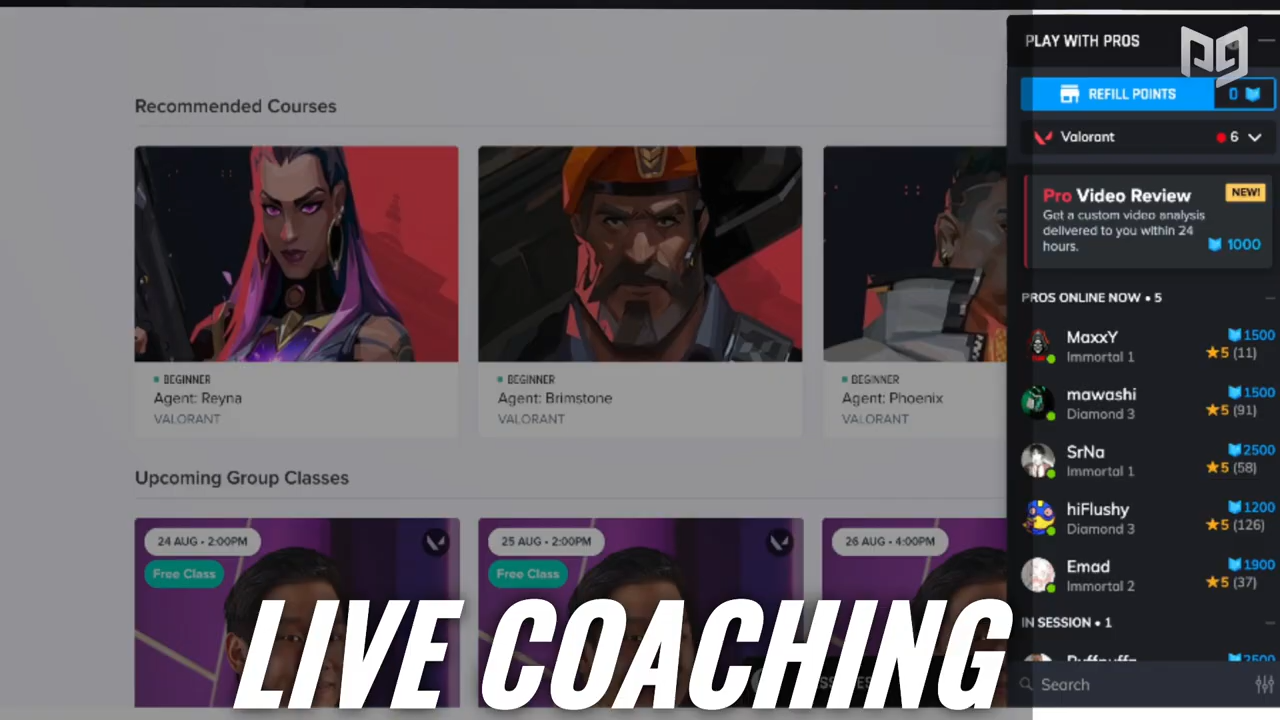 Recommended Courses
BEGINNER
Agent: Reyna
VALORANT
BEGINNER
Agent: Brimstone
VALORANT
BEGINNER
Agent: Phoenix
VALORANT
Upcoming Group Classes
24 AUG • 2:00PM
Free Class
25 AUG • 2:00PM
Free Class
26 AUG • 4:00PM
LIVE COACHING
PLAY WITH PROS
REFILL POINTS
0
Valorant
6
Pro Video Review
NEW!
Get a custom video analysis
delivered to you within 24
hours.
1000
PROS ONLINE NOW • 5
MaxxY
1500
Immortal 1
5 (11)
mawashi
1500
Diamond 3
5 (91)
SrNa
2500
Immortal 1
5 (58)
hiFlushy
1200
Diamond 3
5 (126)
Emad
1900
Immortal 2
5 (37)
IN SESSION • 1
2500
Search